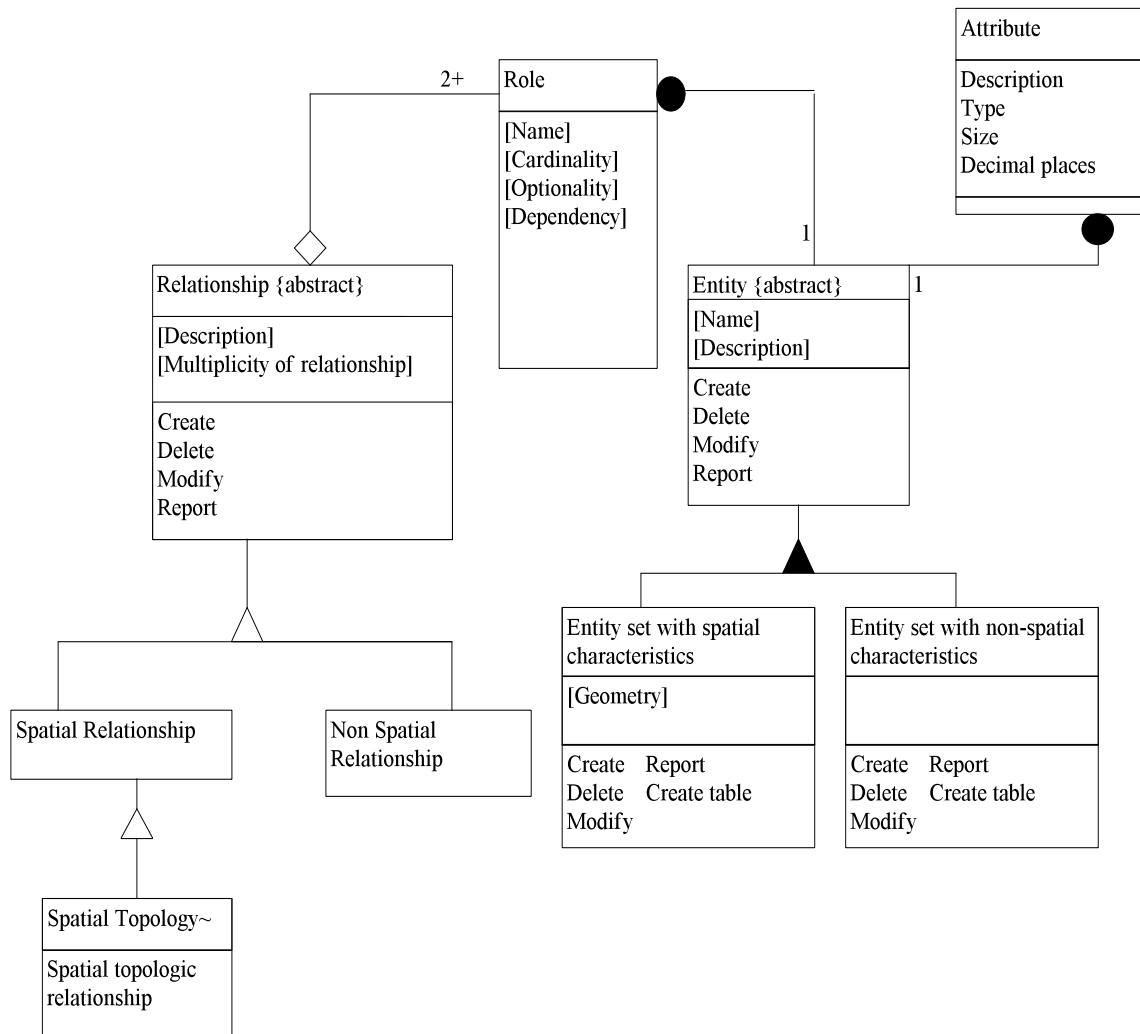 Attribute
Description
Type
Size
Decimal places
2+
Role
[Name]
[Cardinality]
[Optionality]
[Dependency]
1
Relationship {abstract}
[Description]
[Multiplicity of relationship]
Create
Delete
Modify
Report
Entity {abstract}
1
[Name]
[Description]
Create
Delete
Modify
Report
Entity set with spatial
characteristics
[Geometry]
Create Report
Delete Create table
Modify
Entity set with non-spatial
characteristics
Create Report
Delete Create table
Modify
Spatial Relationship
Non Spatial
Relationship
Spatial Topology~
Spatial topologic
relationship